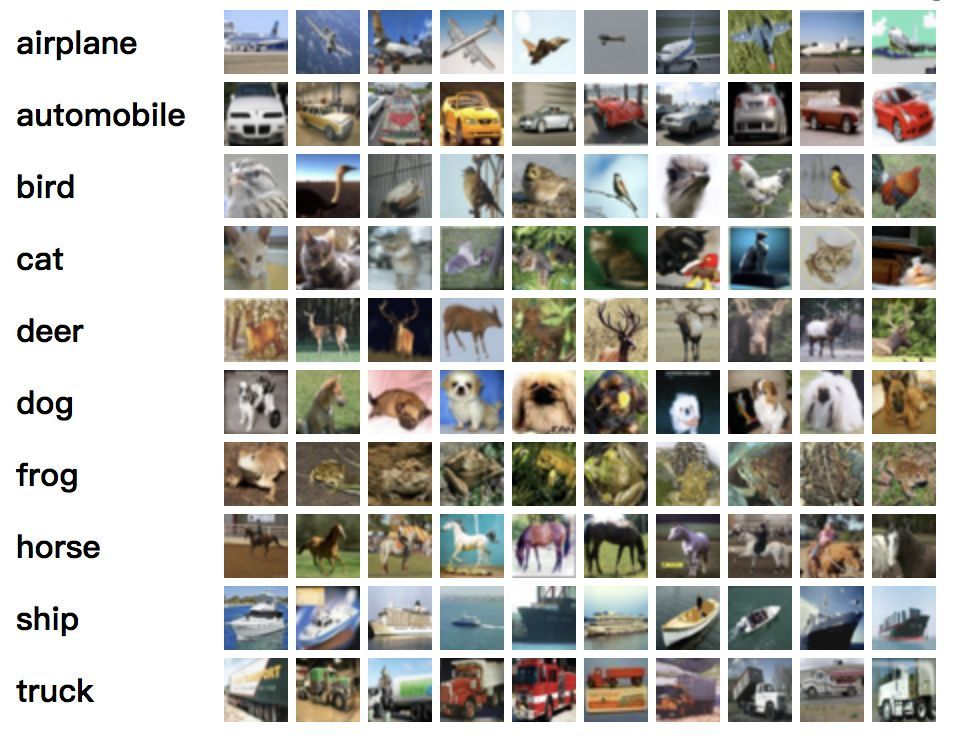 airplane
automobile
bird
cat
deer
dog
frog
horse
ship
truck